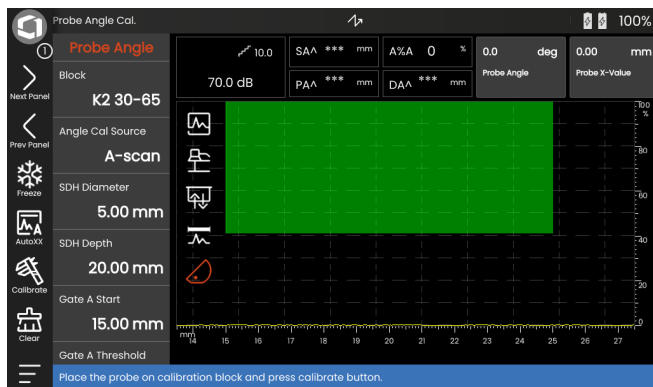 Probe Angle Cal.
100%
1
Probe Angle
10.0
70.0 dB
SA^ *** mm
PA^ *** mm
A%A 0 %
DA^ *** mm
0.0 deg
Probe Angle
0.00 mm
Probe X-Value
Next Panel
Block
K2 30-65
Prev Panel
Angle Cal Source
A-scan
Freeze
SDH Diameter
5.00 mm
AutoXX
SDH Depth
20.00 mm
Calibrate
Gate A Start
15.00 mm
Clear
Gate A Threshold
100
%
80
60
40
20
0
mm
14 15 16 17 18 19 20 21 22 23 24 25 26 27
Place the probe on calibration block and press calibrate button.